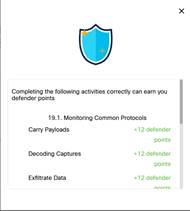 Completing the following activities correctly can earn you
defender points
19.1. Monitoring Common Protocols
Carry Payloads +12 defender
points
Decoding Captures +12 defender
points
Exfiltrate Data +12 defender
points